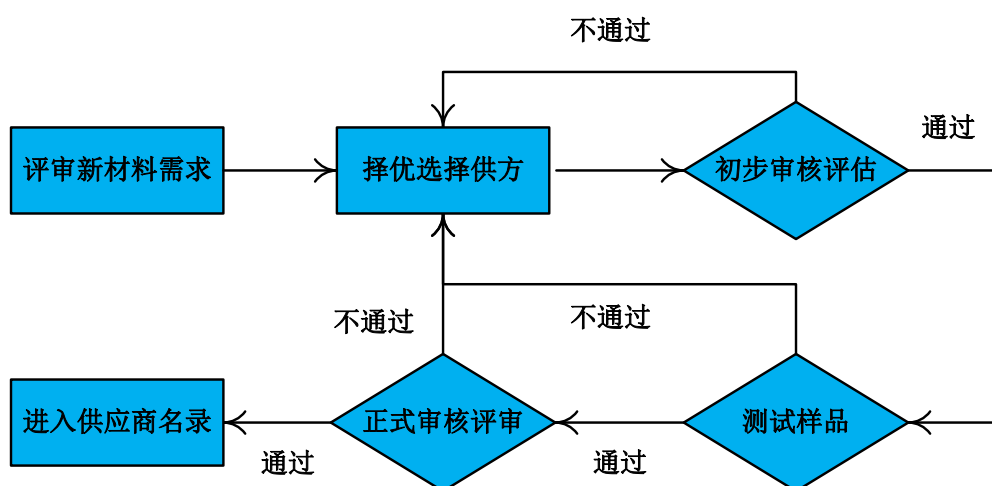 不通过
通过
评审新材料需求
择优选择供方
初步审核评估
不通过
不通过
进入供应商名录
正式审核评审
测试样品
通过
通过